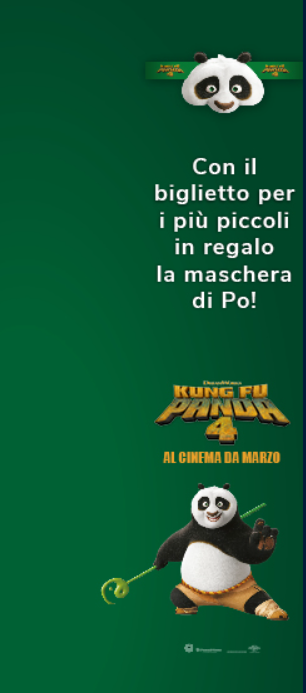 Con il
biglietto per
i più piccoli
in regalo
la maschera
di Po!
DreamWorks
KUNG FU
PANDA
4
AL CINEMA DA MARZO